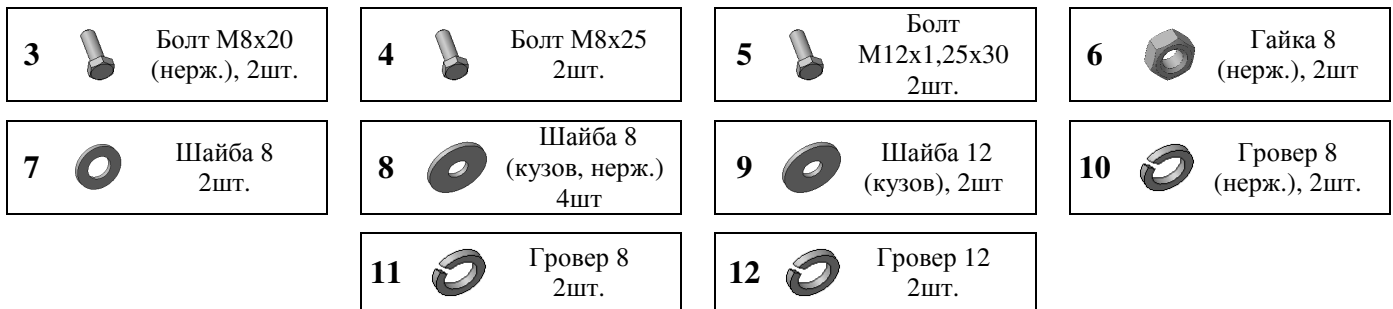 3
Болт М8х20
(нерж.), 2шт.
4
Болт М8х25
2шт.
5
Болт
М12х1,25х30
2шт.
6
Гайка 8
(нерж.), 2шт
7
Шайба 8
2шт.
8
Шайба 8
(кузов, нерж.)
4шт
9
Шайба 12
(кузов), 2шт
10
Гровер 8
(нерж.), 2шт.
11
Гровер 8
2шт.
12
Гровер 12
2шт.